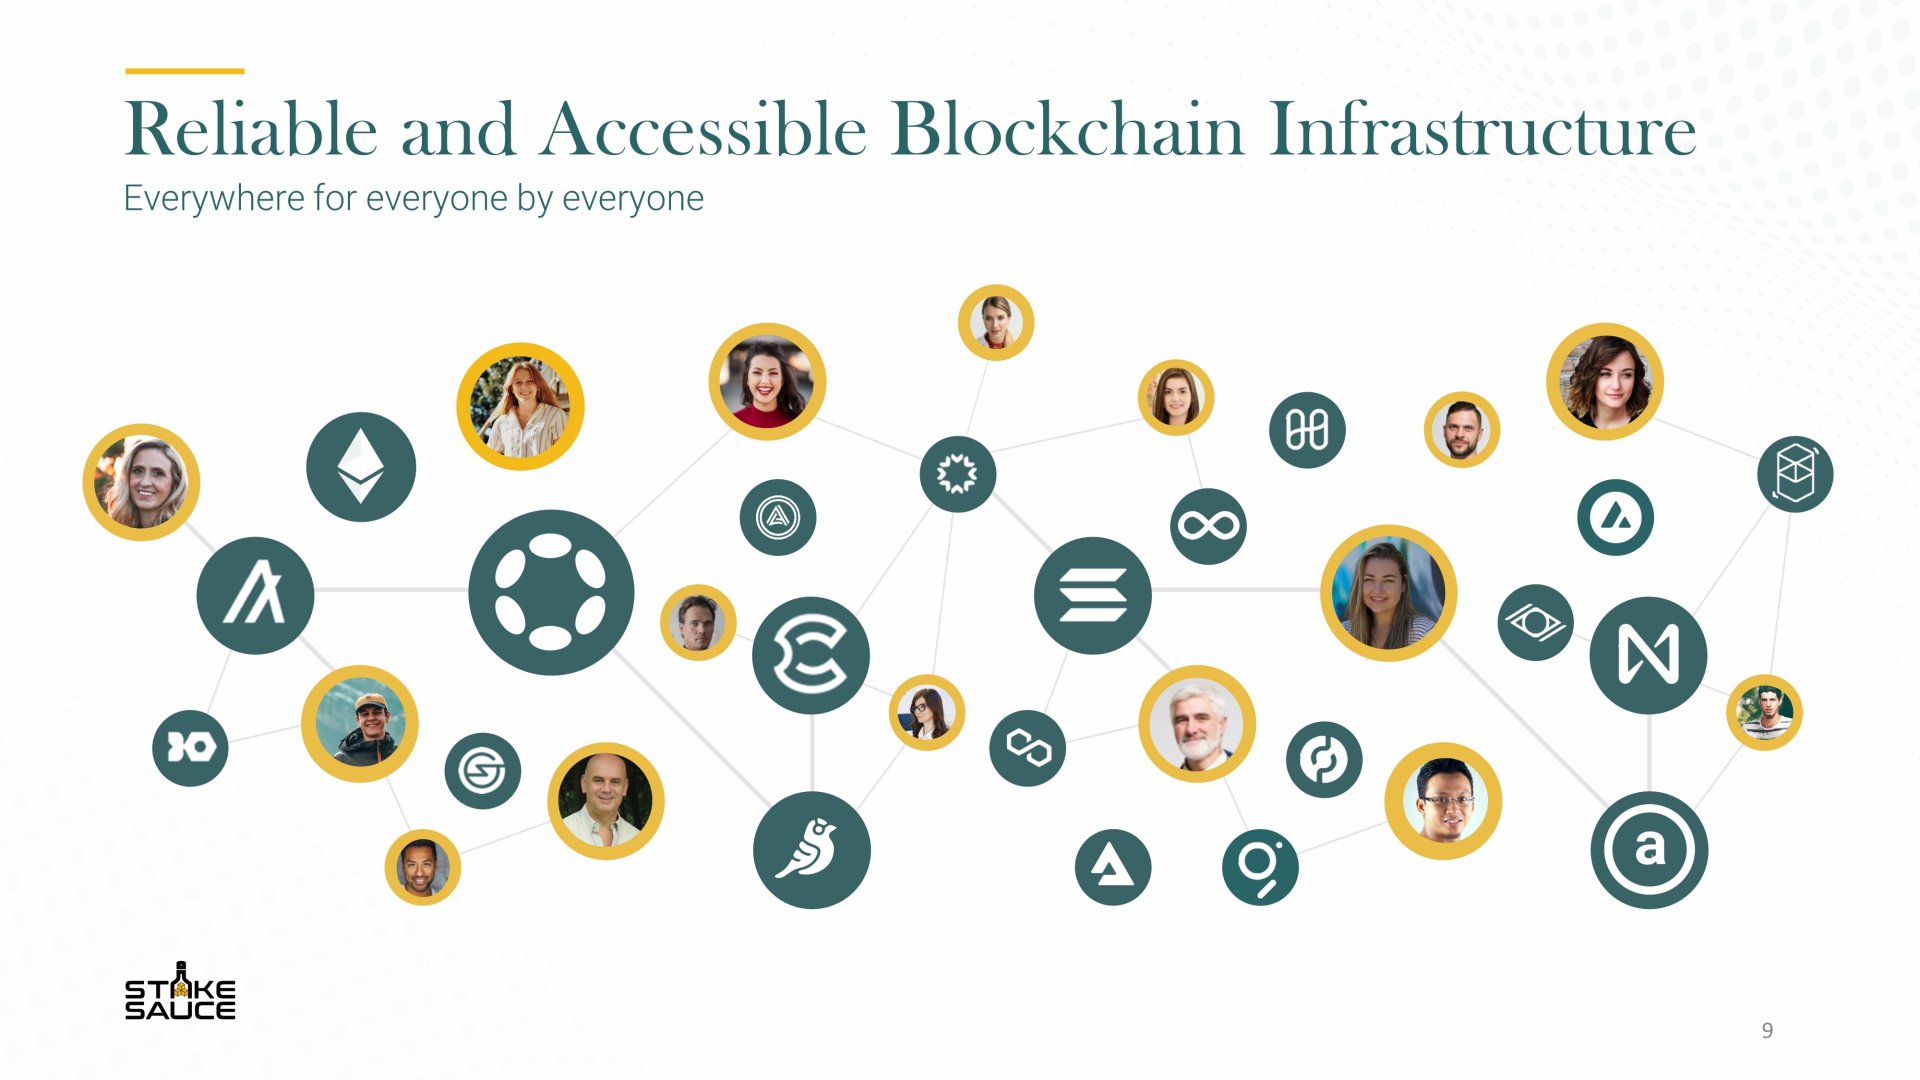 Reliable and Accessible Blockchain Infrastructure
Everywhere for everyone by everyone
a
STAKE
SAUCE
9